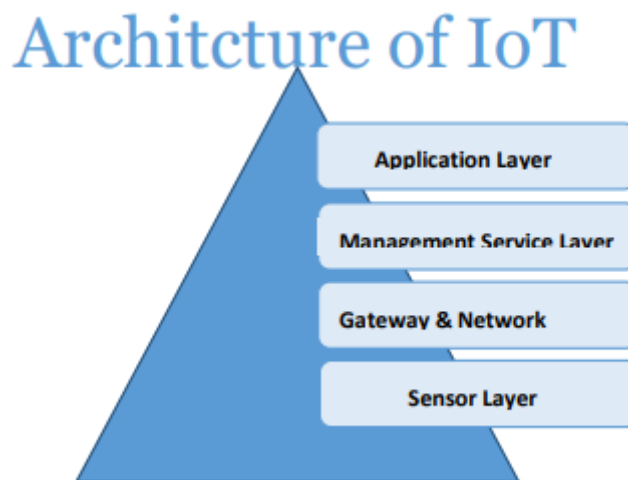 Architcture of IoT
Application Layer
Management Service Layer
Gateway & Network
Sensor Layer